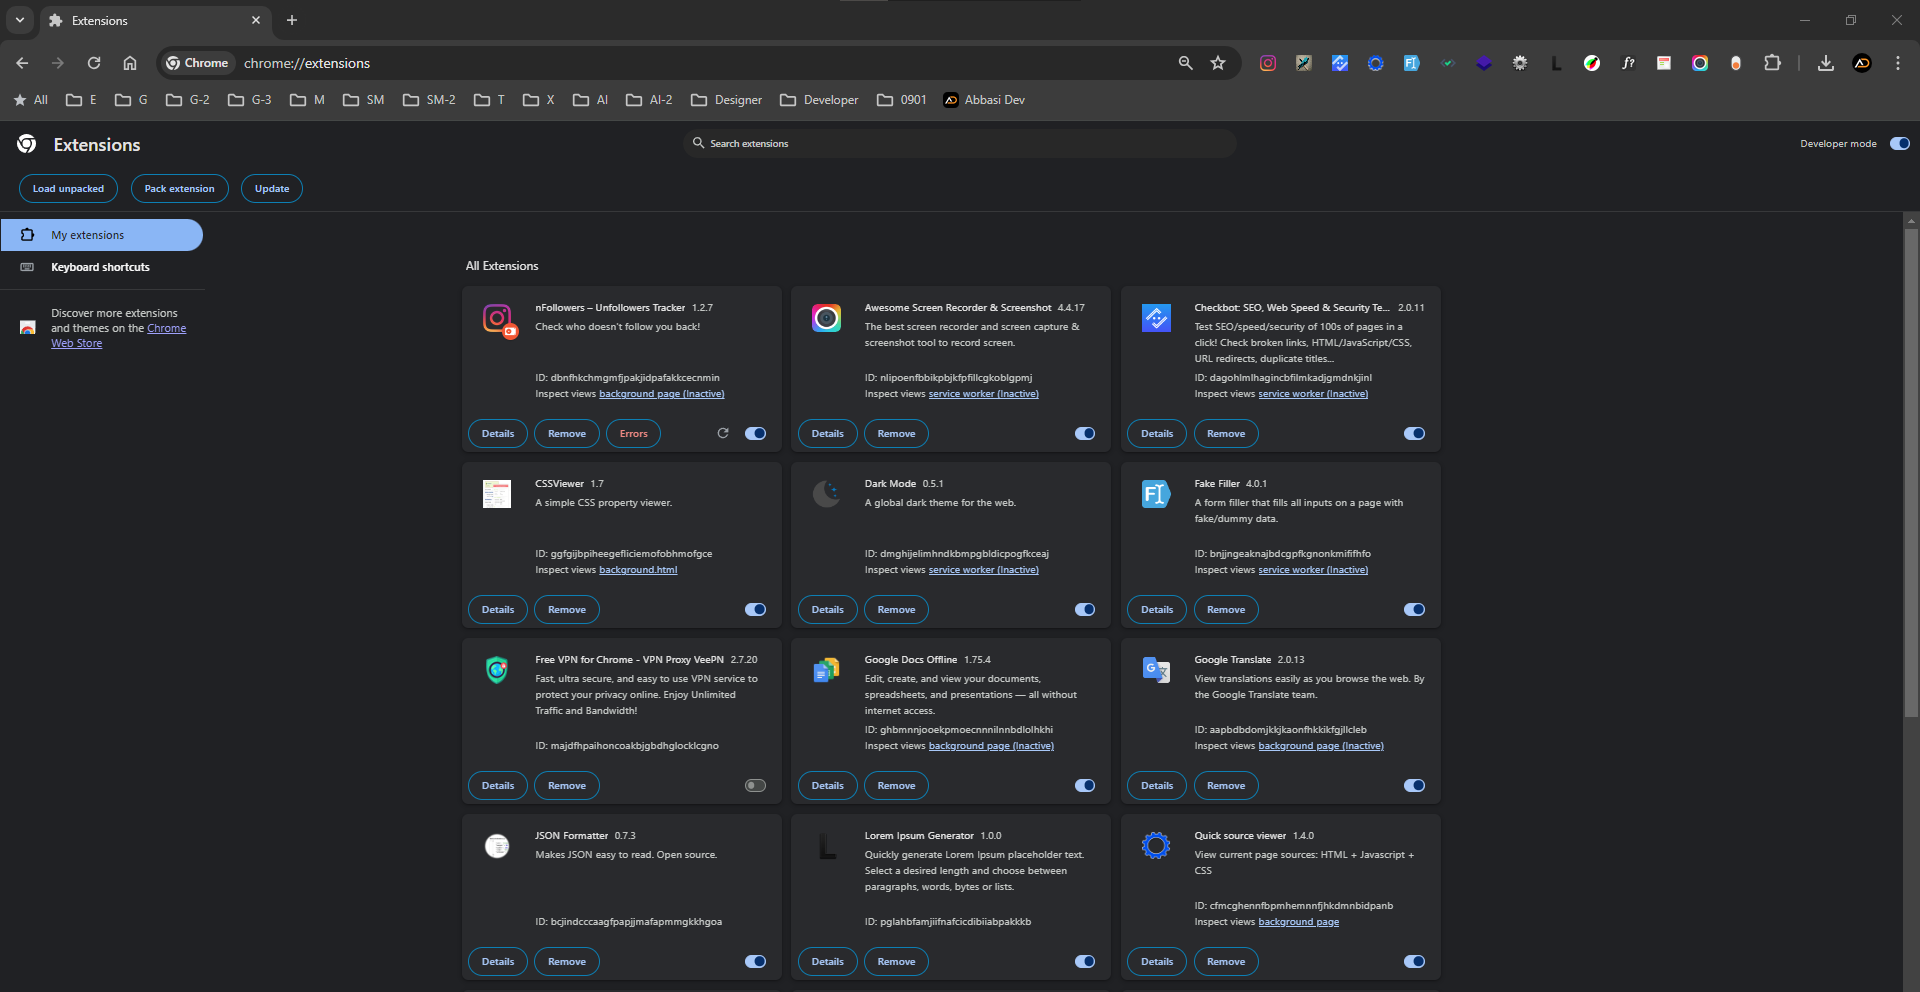 Extensions
Chrome
chrome://extensions
All
E
G
G-2
G-3
M
SM
SM-2
T
X
AI
AI-2
Designer
Developer
0901
Abbasi Dev
Extensions
Search extensions
Developer mode
Load unpacked
Pack extension
Update
My extensions
Keyboard shortcuts
Discover more extensions
and themes on the Chrome
Web Store
All Extensions
nFollowers – Unfollowers Tracker 1.2.7
Check who doesn't follow you back!
ID: dbnfhkchmgmfjpakjidpafakkcecnmin
Inspect views background page (Inactive)
Details
Remove
Errors
Awesome Screen Recorder & Screenshot 4.4.17
The best screen recorder and screen capture &
screenshot tool to record screen.
ID: nlipoenfbbikpbjkfpfillcgkoblgpmj
Inspect views service worker (Inactive)
Details
Remove
Checkbot: SEO, Web Speed & Security Te... 2.0.11
Test SEO/speed/security of 100s of pages in a
click! Check broken links, HTML/JavaScript/CSS,
URL redirects, duplicate titles...
ID: dagohlmlhagincbfilmkadjgmdnkjinl
Inspect views service worker (Inactive)
Details
Remove
CSSViewer 1.7
A simple CSS property viewer.
ID: ggfgijbpiheegefliciemofobhmofgce
Inspect views background.html
Details
Remove
Dark Mode 0.5.1
A global dark theme for the web.
ID: dmghijelimhndkbmpgbldicpogfkceaj
Inspect views service worker (Inactive)
Details
Remove
Fake Filler 4.0.1
A form filler that fills all inputs on a page with
fake/dummy data.
ID: bnjjngeaknajbdcgpfkgnonkmififhfo
Inspect views service worker (Inactive)
Details
Remove
Free VPN for Chrome - VPN Proxy VeePN 2.7.20
Fast, ultra secure, and easy to use VPN service to
protect your privacy online. Enjoy Unlimited
Traffic and Bandwidth!
ID: majdfhpaihoncoakbjgbdhglocklcgno
Details
Remove
Google Docs Offline 1.75.4
Edit, create, and view your documents,
spreadsheets, and presentations — all without
internet access.
ID: ghbmnnjooekpmoecnnnilnnbdlolhkhi
Inspect views background page (Inactive)
Details
Remove
Google Translate 2.0.13
View translations easily as you browse the web. By
the Google Translate team.
ID: aapbdbdomjkkjkaonfhkkikfgjllcleb
Inspect views background page (Inactive)
Details
Remove
JSON Formatter 0.7.3
Makes JSON easy to read. Open source.
ID: bcjindcccaagfpapjjmafapmmgkkhgoa
Details
Remove
Lorem Ipsum Generator 1.0.0
Quickly generate Lorem Ipsum placeholder text.
Select a desired length and choose between
paragraphs, words, bytes or lists.
ID: pglahbfamjiifnafcicdibiiabpakkkb
Details
Remove
Quick source viewer 1.4.0
View current page sources: HTML + Javascript +
CSS
ID: cfmcghennfbpmhemnnfjhkdmnbidpanb
Inspect views background page
Details
Remove